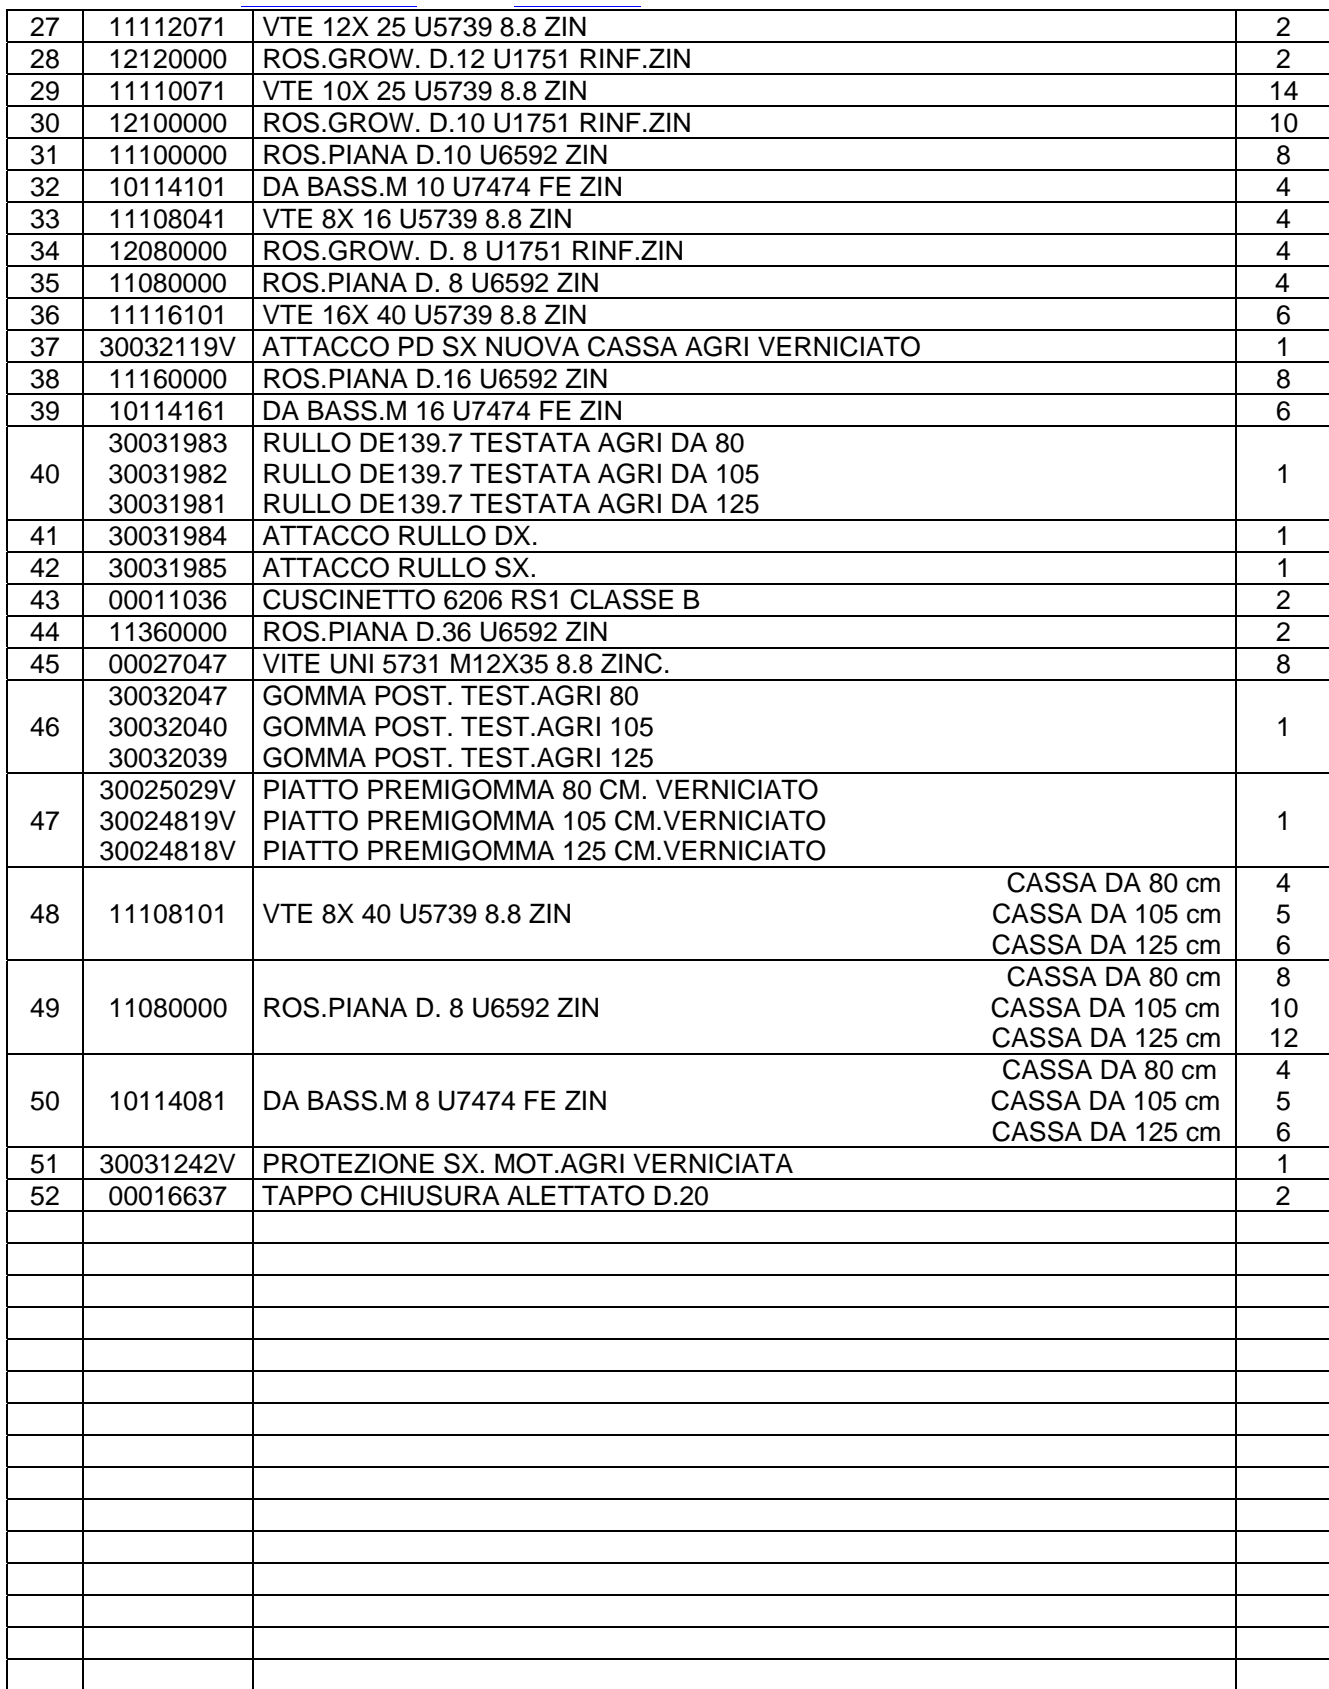 27 11112071 VTE 12X 25 U5739 8.8 ZIN 2
28 12120000 ROS.GROW. D.12 U1751 RINF.ZIN 2
29 11110071 VTE 10X 25 U5739 8.8 ZIN 14
30 12100000 ROS.GROW. D.10 U1751 RINF.ZIN 10
31 11100000 ROS.PIANA D.10 U6592 ZIN 8
32 10114101 DA BASS.M 10 U7474 FE ZIN 4
33 11108041 VTE 8X 16 U5739 8.8 ZIN 4
34 12080000 ROS.GROW. D. 8 U1751 RINF.ZIN 4
35 11080000 ROS.PIANA D. 8 U6592 ZIN 4
36 11116101 VTE 16X 40 U5739 8.8 ZIN 6
37 30032119V ATTACCO PD SX NUOVA CASSA AGRI VERNICIATO 1
38 11160000 ROS.PIANA D.16 U6592 ZIN 8
39 10114161 DA BASS.M 16 U7474 FE ZIN 6
30031983 RULLO DE139.7 TESTATA AGRI DA 80
40 30031982 RULLO DE139.7 TESTATA AGRI DA 105 1
30031981 RULLO DE139.7 TESTATA AGRI DA 125
41 30031984 ATTACCO RULLO DX. 1
42 30031985 ATTACCO RULLO SX. 1
43 00011036 CUSCINETTO 6206 RS1 CLASSE B 2
44 11360000 ROS.PIANA D.36 U6592 ZIN 2
45 00027047 VITE UNI 5731 M12X35 8.8 ZINC. 8
30032047 GOMMA POST. TEST.AGRI 80
46 30032040 GOMMA POST. TEST.AGRI 105 1
30032039 GOMMA POST. TEST.AGRI 125
30025029V PIATTO PREMIGOMMA 80 CM. VERNICIATO
47 30024819V PIATTO PREMIGOMMA 105 CM.VERNICIATO 1
30024818V PIATTO PREMIGOMMA 125 CM.VERNICIATO
CASSA DA 80 cm 4
48 11108101 VTE 8X 40 U5739 8.8 ZIN CASSA DA 105 cm 5
CASSA DA 125 cm 6
CASSA DA 80 cm 8
49 11080000 ROS.PIANA D. 8 U6592 ZIN CASSA DA 105 cm 10
CASSA DA 125 cm 12
CASSA DA 80 cm 4
50 10114081 DA BASS.M 8 U7474 FE ZIN CASSA DA 105 cm 5
CASSA DA 125 cm 6
51 30031242V PROTEZIONE SX. MOT.AGRI VERNICIATA 1
52 00016637 TAPPO CHIUSURA ALETTATO D.20 2